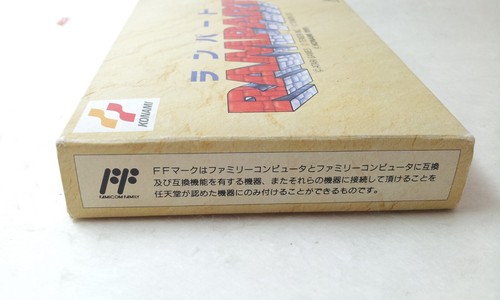 ランパート
RAMPART
KONAMI
FF
FAMICOM FAMILY
FFマークはファミリーコンピュータとファミリーコンピュータに互換
及び互換機能を有する機器、またそれらの機器に接続して頂けることを
任天堂が認めた機器にのみ付けることができるものです。